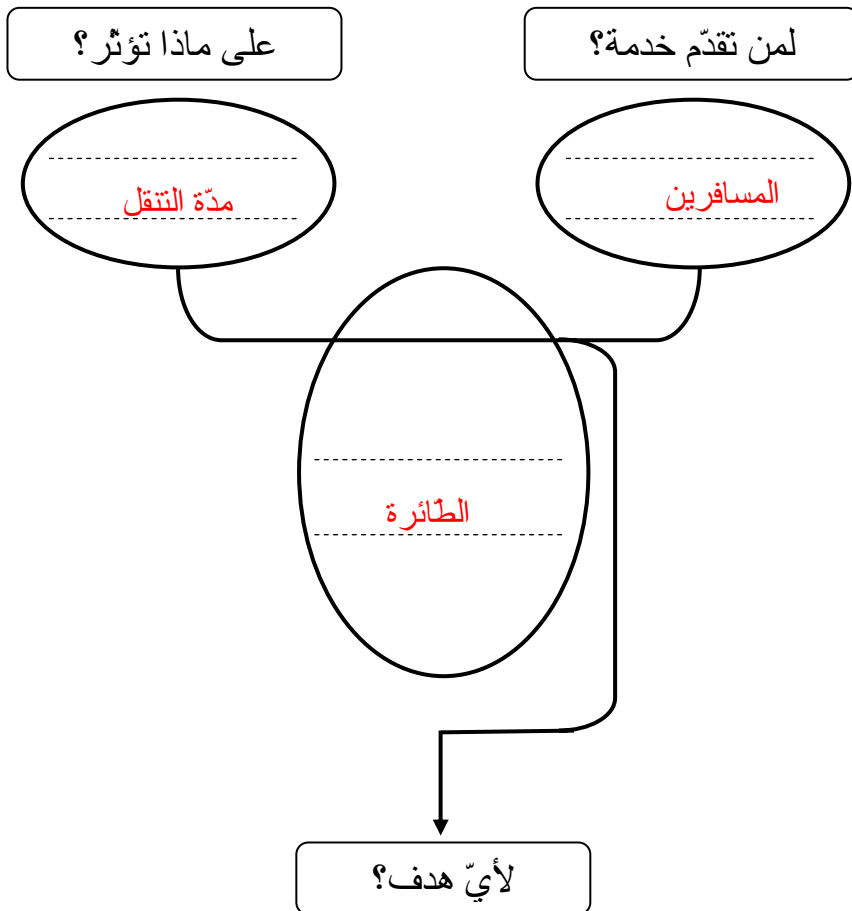 لمن تقدّم خدمة؟
على ماذا تؤثّر؟
المسافرين
مدّة التنقل
الطّائرة
لأيّ هدف؟